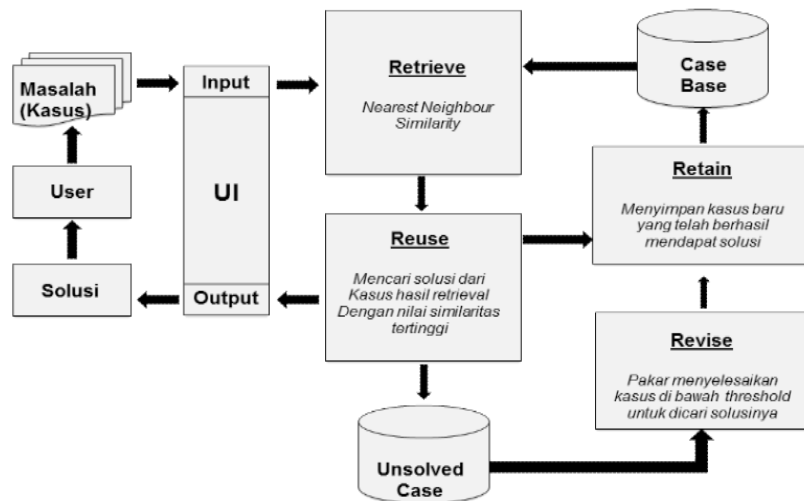 Masalah
(Kasus)
Input
Retrieve
Nearest Neighbour
Similarity
Case
Base
User
UI
Retain
Menyimpan kasus baru
yang telah berhasil
mendapat solusi
Reuse
Mencari solusi dari
Kasus hasil retrieval
Dengan nilai similaritas
tertinggi
Solusi
Output
Revise
Pakar menyelesaikan
kasus di bawah threshold
untuk dicari solusinya
Unsolved
Case